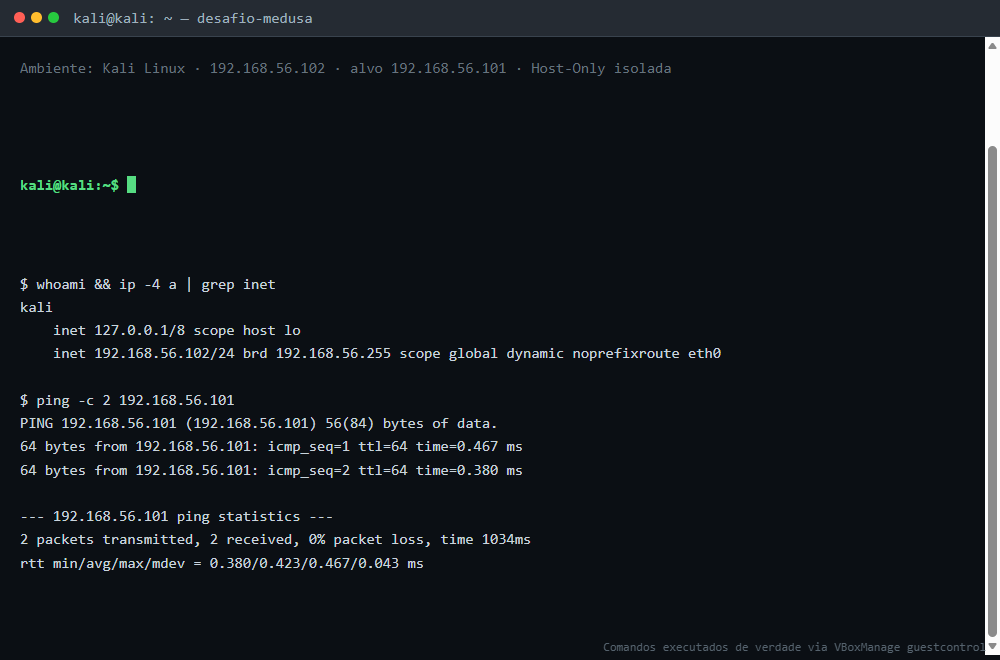 kali@kali: ~ — desafio-medusa
Ambiente: Kali Linux · 192.168.56.102 · alvo 192.168.56.101 · Host-Only isolada
kali@kali:~$
$ whoami && ip -4 a | grep inet
kali
    inet 127.0.0.1/8 scope host lo
    inet 192.168.56.102/24 brd 192.168.56.255 scope global dynamic noprefixroute eth0
$ ping -c 2 192.168.56.101
PING 192.168.56.101 (192.168.56.101) 56(84) bytes of data.
64 bytes from 192.168.56.101: icmp_seq=1 ttl=64 time=0.467 ms
64 bytes from 192.168.56.101: icmp_seq=2 ttl=64 time=0.380 ms
--- 192.168.56.101 ping statistics ---
2 packets transmitted, 2 received, 0% packet loss, time 1034ms
rtt min/avg/max/mdev = 0.380/0.423/0.467/0.043 ms
Comandos executados de verdade via VBoxManage guestcontrol